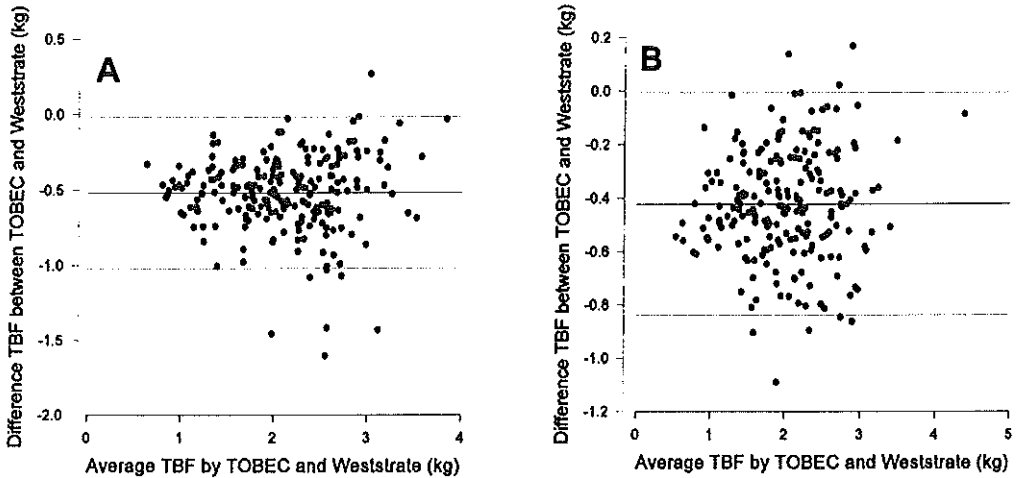 Difference TBF between TOBEC and Weststrate (kg)
A
0.5
0.0
-0.5
-1.0
-1.5
-2.0
0 1 2 3 4
Average TBF by TOBEC and Weststrate (kg)
Difference TBF between TOBEC and Weststrate (kg)
B
0.2
0.0
-0.2
-0.4
-0.6
-0.8
-1.0
-1.2
0 1 2 3 4 5
Average TBF by TOBEC and Weststrate (kg)